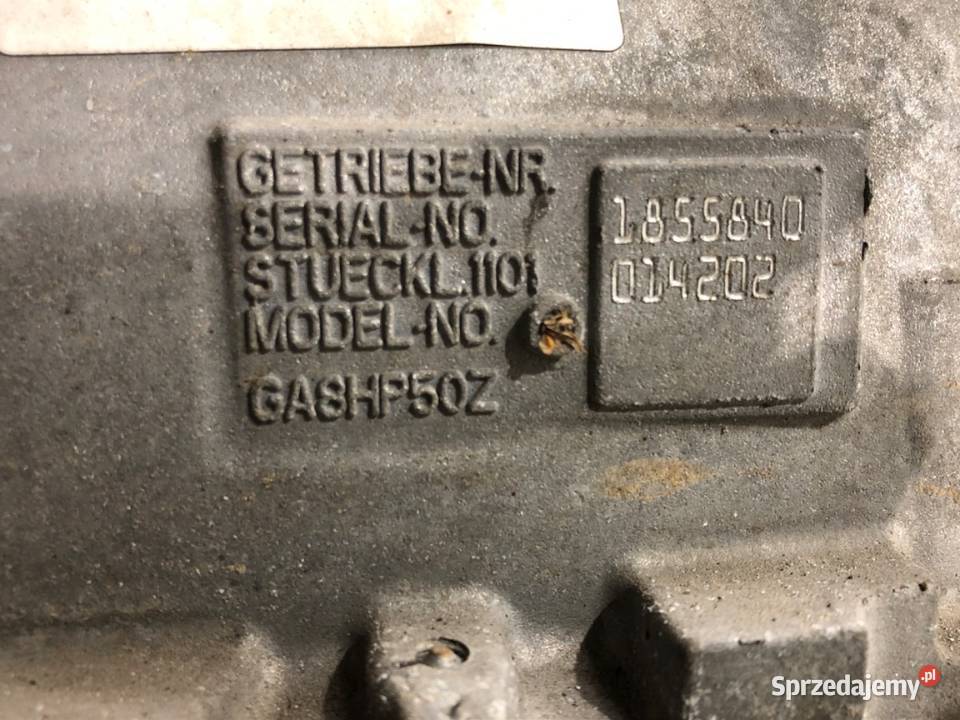 GETRIEBE-NR.
SERIAL-NO.
STUECKL.1101
MODEL-NO.
GA8HP50Z
1855840
014202
Sprzedajemy.pl